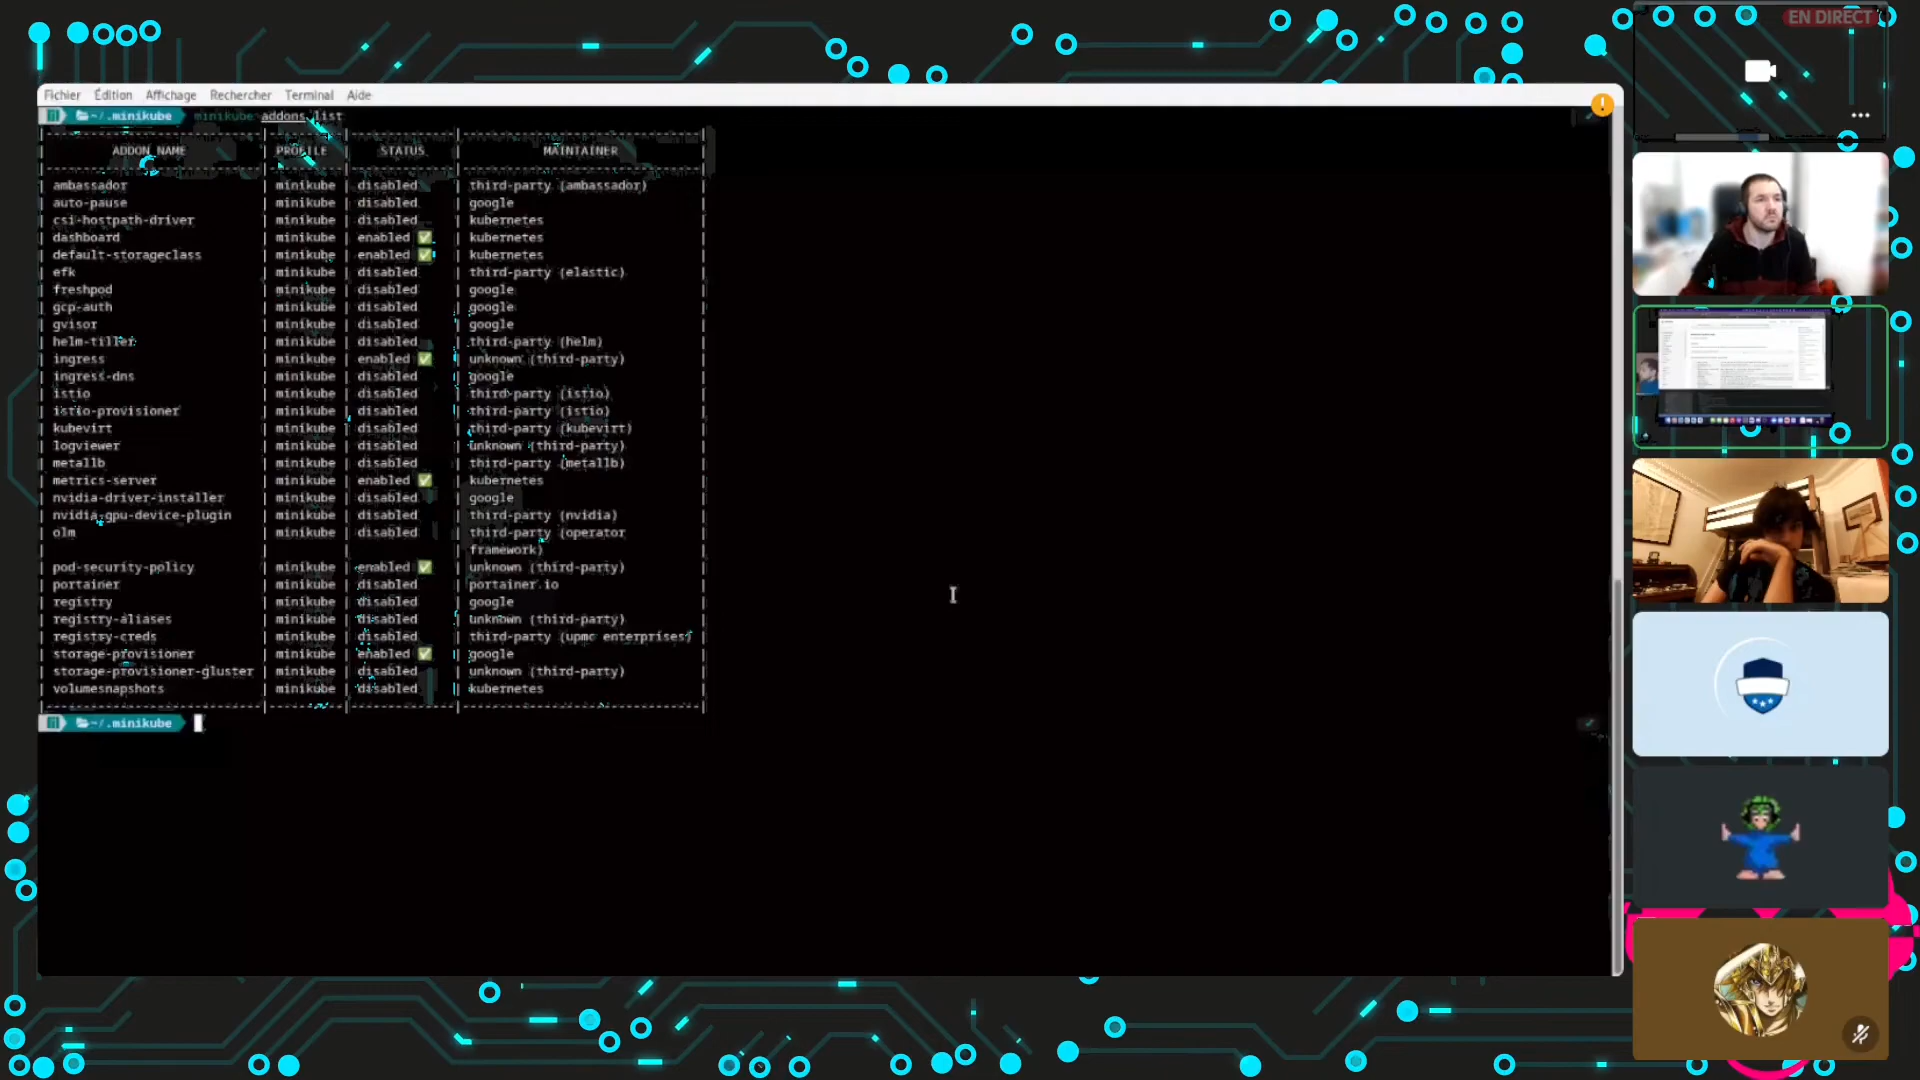 EN DIRECT
Fichier Édition Affichage Rechercher Terminal Aide
~/.minikube minikube addons list
ADDON NAME PROFILE STATUS MAINTAINER
ambassador minikube disabled third-party (ambassador)
auto-pause minikube disabled google
csi-hostpath-driver minikube disabled kubernetes
dashboard minikube enabled ✅ kubernetes
default-storageclass minikube enabled ✅ kubernetes
efk minikube disabled third-party (elastic)
freshpod minikube disabled google
gcp-auth minikube disabled google
gvisor minikube disabled google
helm-tiller minikube disabled third-party (helm)
ingress minikube enabled ✅ unknown (third-party)
ingress-dns minikube disabled google
istio minikube disabled third-party (istio)
istio-provisioner minikube disabled third-party (istio)
kubevirt minikube disabled third-party (kubevirt)
logviewer minikube disabled unknown (third-party)
metallb minikube disabled third-party (metallb)
metrics-server minikube enabled ✅ kubernetes
nvidia-driver-installer minikube disabled google
nvidia-gpu-device-plugin minikube disabled third-party (nvidia)
olm minikube disabled third-party (operator
framework)
pod-security-policy minikube enabled ✅ unknown (third-party)
portainer minikube disabled portainer.io
registry minikube disabled google
registry-aliases minikube disabled unknown (third-party)
registry-creds minikube disabled third-party (upmc enterprises)
storage-provisioner minikube enabled ✅ google
storage-provisioner-gluster minikube disabled unknown (third-party)
volumesnapshots minikube disabled kubernetes
~/.minikube